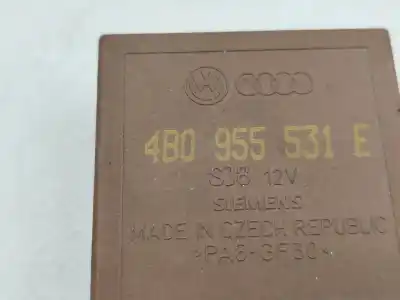 4B0 955 531 E
12V
SIEMENS
MADE IN CZECH REPUBLIC
>PA6-GF30<